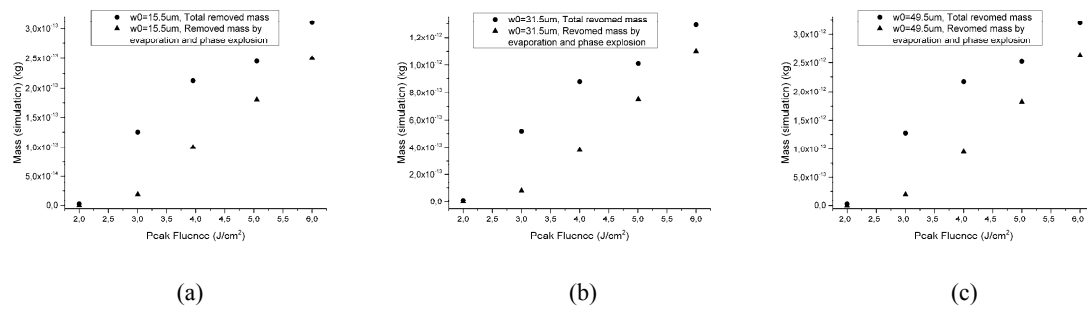 w0=15.5um, Total removed mass
w0=15.5um, Removed mass by
evaporation and phase explosion
3,0x10⁻¹³
2,5x10⁻¹³
2,0x10⁻¹³
1,5x10⁻¹³
1,0x10⁻¹³
5,0x10⁻¹⁴
0,0
Mass (simulation) (kg)
2,0 2,5 3,0 3,5 4,0 4,5 5,0 5,5 6,0
Peak Fluence (J/cm²)
(a)
w0=31.5um, Total revomed mass
w0=31.5um, Revomed mass by
evaporation and phase explosion
1,2x10⁻¹²
1,0x10⁻¹²
8,0x10⁻¹³
6,0x10⁻¹³
4,0x10⁻¹³
2,0x10⁻¹³
0,0
Mass (simulation) (kg)
2,0 2,5 3,0 3,5 4,0 4,5 5,0 5,5 6,0
Peak Fluence (J/cm²)
(b)
w0=49.5um, Total revomed mass
w0=49.5um, Revomed mass by
evaporation and phase explosion
3,0x10⁻¹²
2,5x10⁻¹²
2,0x10⁻¹²
1,5x10⁻¹²
1,0x10⁻¹²
5,0x10⁻¹³
0,0
Mass (simulation) (kg)
2,0 2,5 3,0 3,5 4,0 4,5 5,0 5,5 6,0
Peak Fluence (J/cm²)
(c)